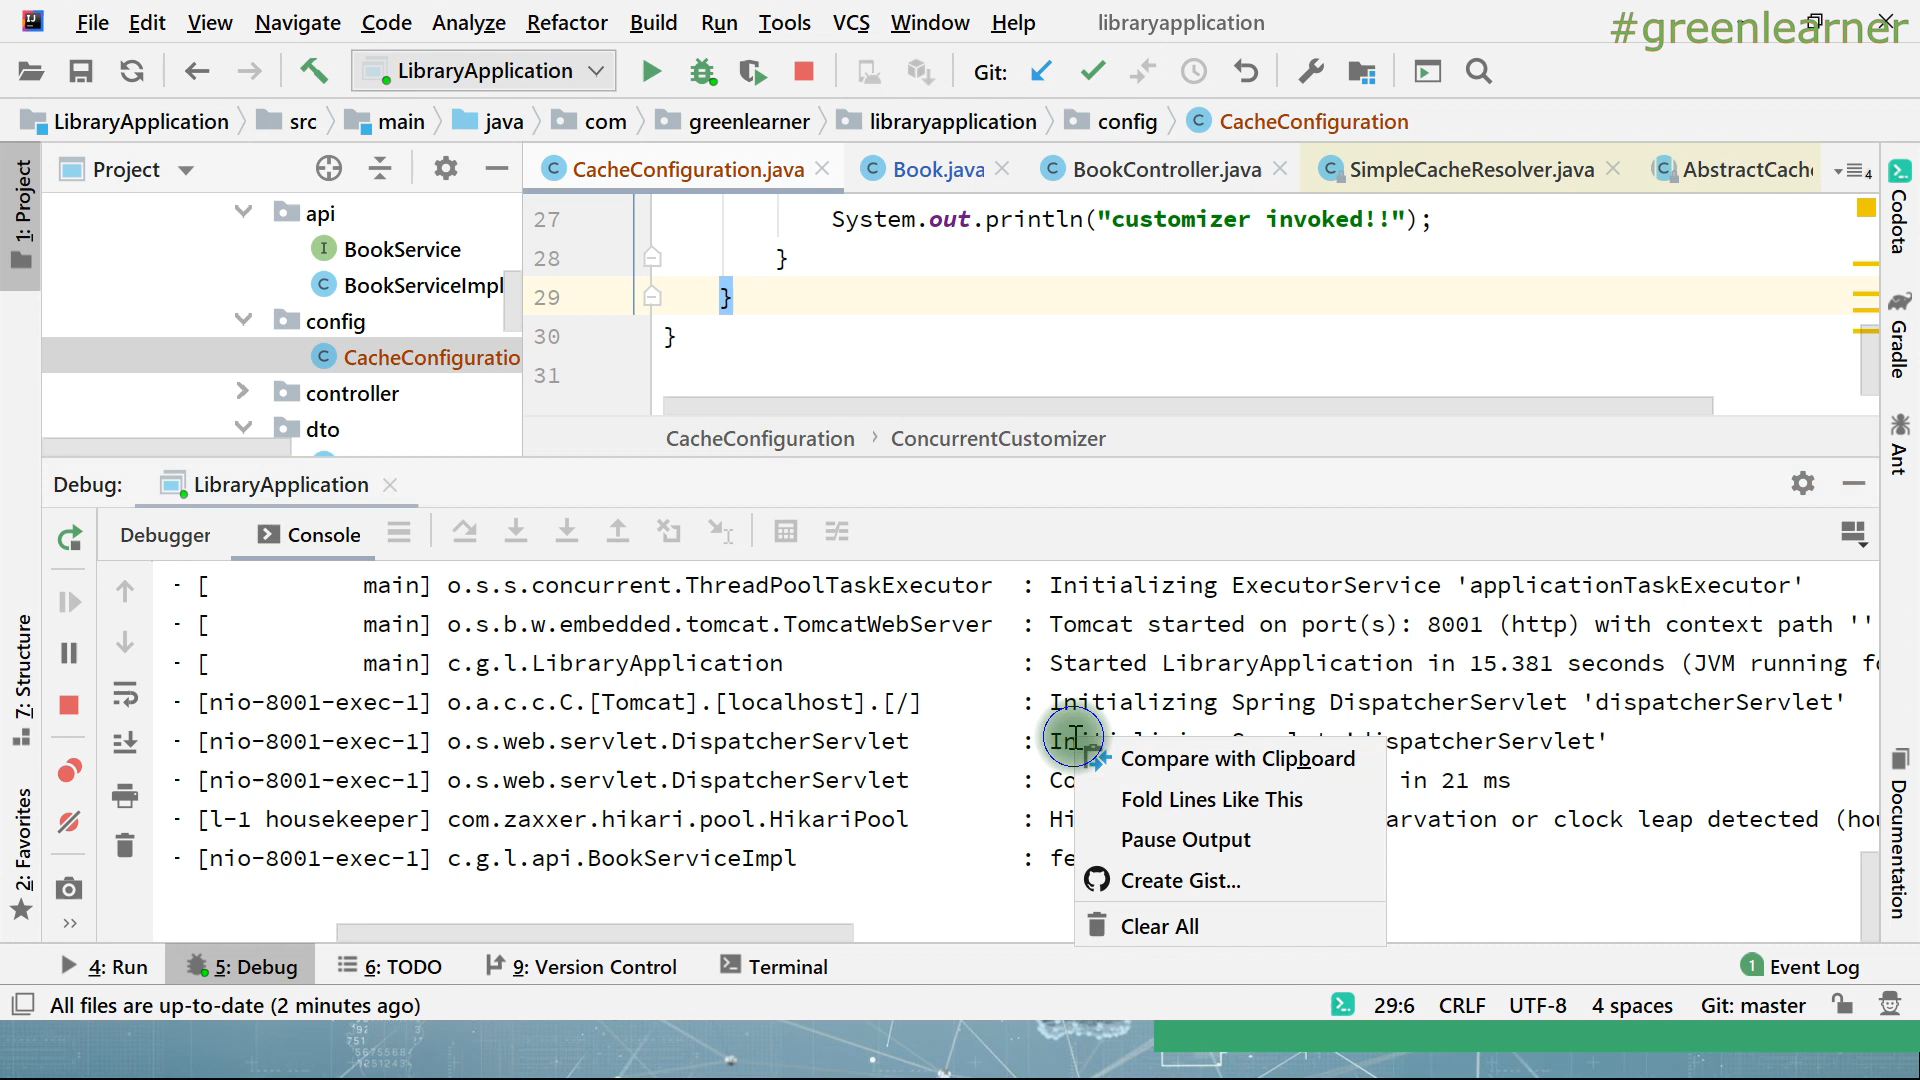 File Edit View Navigate Code Analyze Refactor Build Run Tools VCS Window Help libraryapplication
#greenlearner
LibraryApplication Git:
LibraryApplication src main java com greenlearner libraryapplication config CacheConfiguration
Project CacheConfiguration.java Book.java BookController.java SimpleCacheResolver.java AbstractCache 4
1: Project
api
BookService
BookServiceImpl
config
CacheConfiguratio
controller
dto
27 System.out.println("customizer invoked!!");
28 }
29 }
30 }
31
CacheConfiguration › ConcurrentCustomizer
Codota
Gradle
Ant
Documentation
Debug: LibraryApplication
Debugger Console
7: Structure
2: Favorites
- [ main] o.s.s.concurrent.ThreadPoolTaskExecutor : Initializing ExecutorService 'applicationTaskExecutor'
- [ main] o.s.b.w.embedded.tomcat.TomcatWebServer : Tomcat started on port(s): 8001 (http) with context path ''
- [ main] c.g.l.LibraryApplication : Started LibraryApplication in 15.381 seconds (JVM running
- [nio-8001-exec-1] o.a.c.c.C.[Tomcat].[localhost].[/] : Initializing Spring DispatcherServlet 'dispatcherServlet'
- [nio-8001-exec-1] o.s.web.servlet.DispatcherServlet : In spatcherServlet'
- [nio-8001-exec-1] o.s.web.servlet.DispatcherServlet : Co in 21 ms
- [l-1 housekeeper] com.zaxxer.hikari.pool.HikariPool : Hi arvation or clock leap detected (hou
- [nio-8001-exec-1] c.g.l.api.BookServiceImpl : fe
Compare with Clipboard
Fold Lines Like This
Pause Output
Create Gist...
Clear All
4: Run 5: Debug 6: TODO 9: Version Control Terminal 1 Event Log
All files are up-to-date (2 minutes ago) 29:6 CRLF UTF-8 4 spaces Git: master